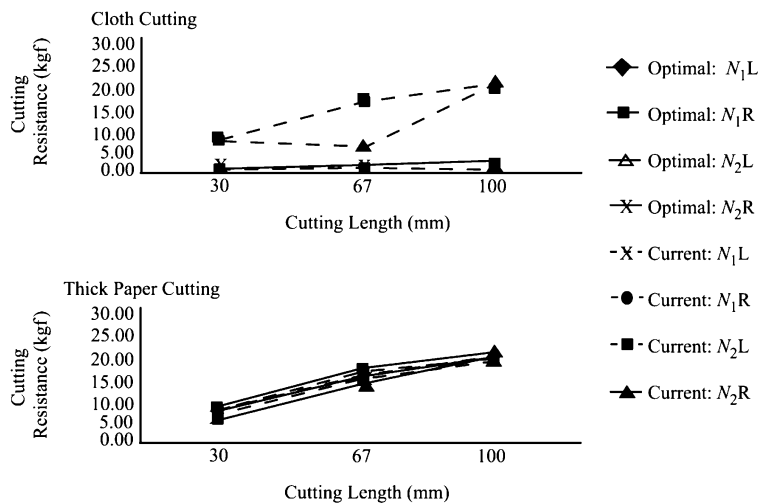 Cloth Cutting
30.00
25.00
20.00
15.00
10.00
5.00
0.00
Cutting
Resistance (kgf)
30 67 100
Cutting Length (mm)
Thick Paper Cutting
30.00
25.00
20.00
15.00
10.00
5.00
0.00
Cutting
Resistance (kgf)
30 67 100
Cutting Length (mm)
Optimal: N1L
Optimal: N1R
Optimal: N2L
Optimal: N2R
Current: N1L
Current: N1R
Current: N2L
Current: N2R